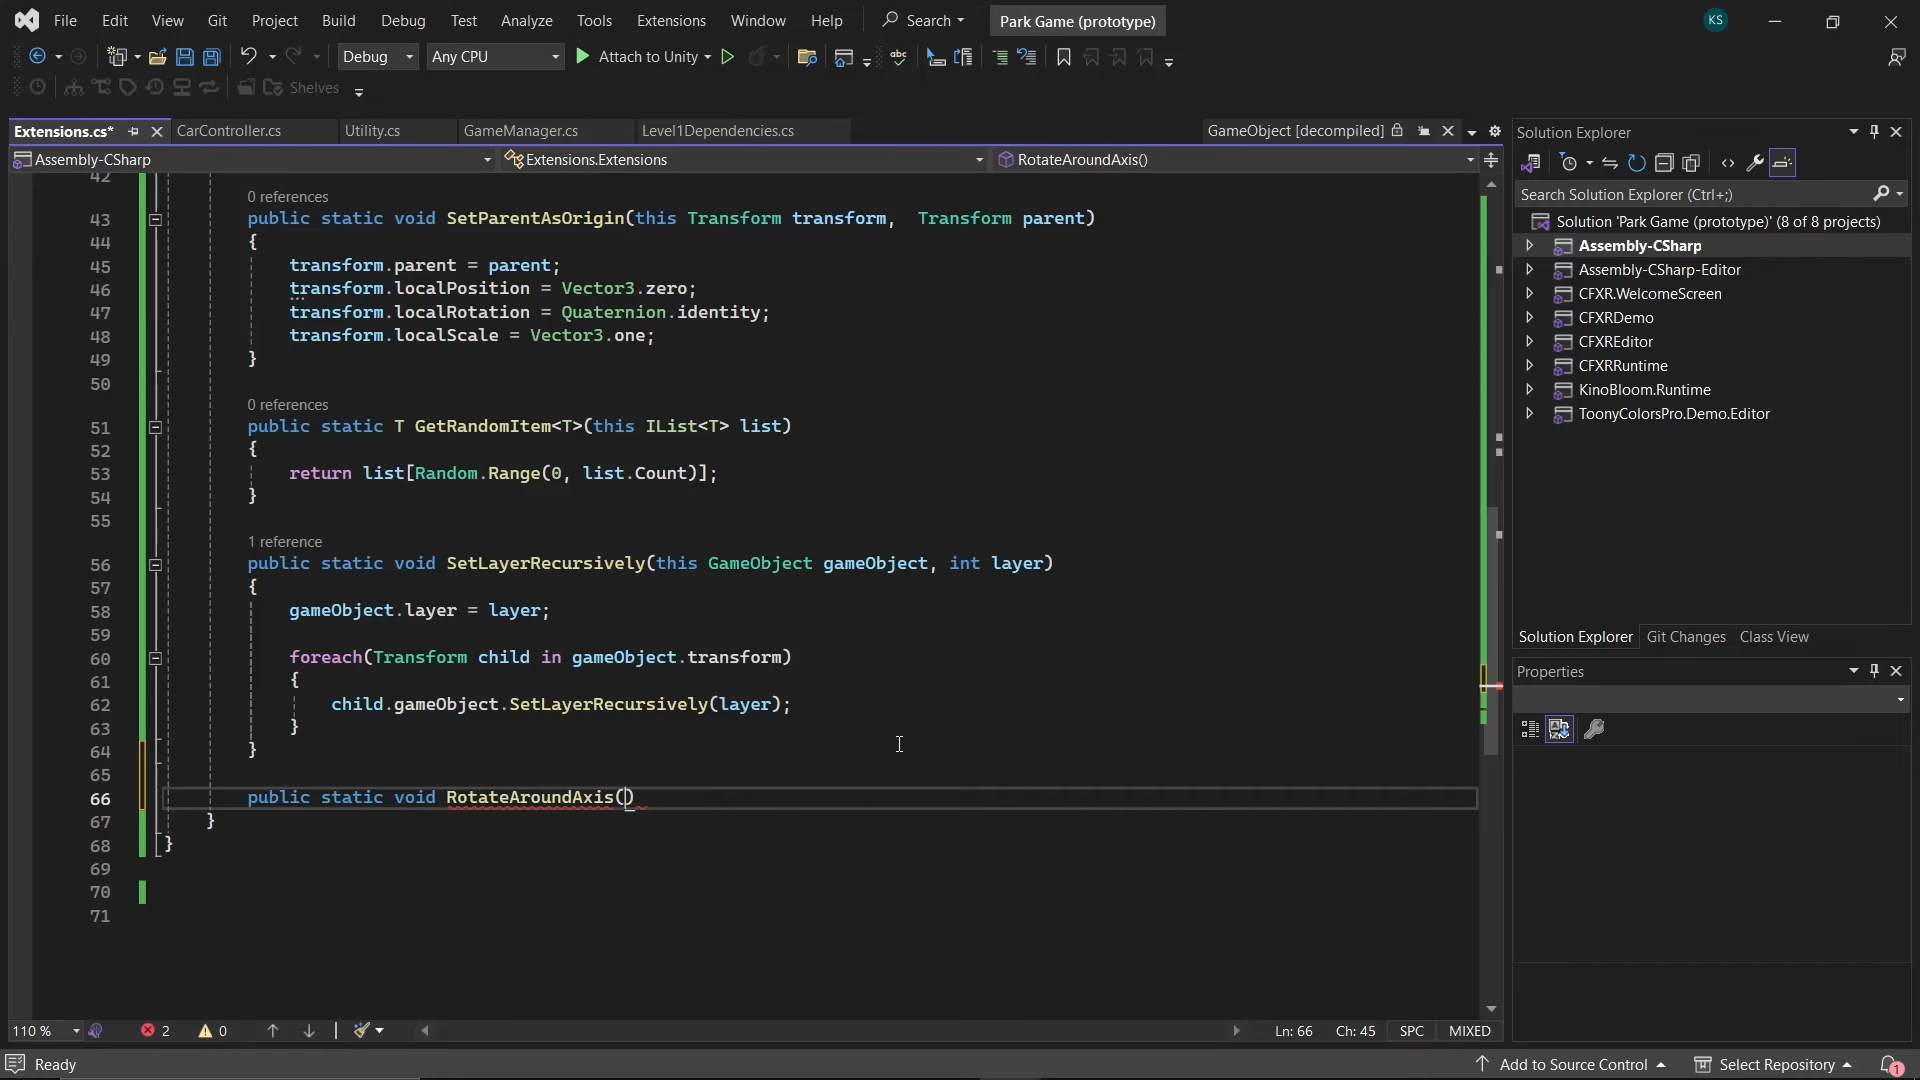 File Edit View Git Project Build Debug Test Analyze Tools Extensions Window Help Search Park Game (prototype) KS
Debug Any CPU Attach to Unity abc
Shelves
Extensions.cs* CarController.cs Utility.cs GameManager.cs Level1Dependencies.cs GameObject [decompiled]
Assembly-CSharp Extensions.Extensions RotateAroundAxis()
42
0 references
43 public static void SetParentAsOrigin(this Transform transform,  Transform parent)
44 {
45 transform.parent = parent;
46 transform.localPosition = Vector3.zero;
47 transform.localRotation = Quaternion.identity;
48 transform.localScale = Vector3.one;
49 }
50
0 references
51 public static T GetRandomItem<T>(this IList<T> list)
52 {
53 return list[Random.Range(0, list.Count)];
54 }
55
1 reference
56 public static void SetLayerRecursively(this GameObject gameObject, int layer)
57 {
58 gameObject.layer = layer;
59
60 foreach(Transform child in gameObject.transform)
61 {
62 child.gameObject.SetLayerRecursively(layer);
63 }
64 }
65
66 public static void RotateAroundAxis()
67 }
68 }
69
70
71
110 % 2 0 Ln: 66 Ch: 45 SPC MIXED
Solution Explorer
Search Solution Explorer (Ctrl+;)
Solution 'Park Game (prototype)' (8 of 8 projects)
Assembly-CSharp
Assembly-CSharp-Editor
CFXR.WelcomeScreen
CFXRDemo
CFXREditor
CFXRRuntime
KinoBloom.Runtime
ToonyColorsPro.Demo.Editor
Solution Explorer Git Changes Class View
Properties
Ready Add to Source Control Select Repository 1